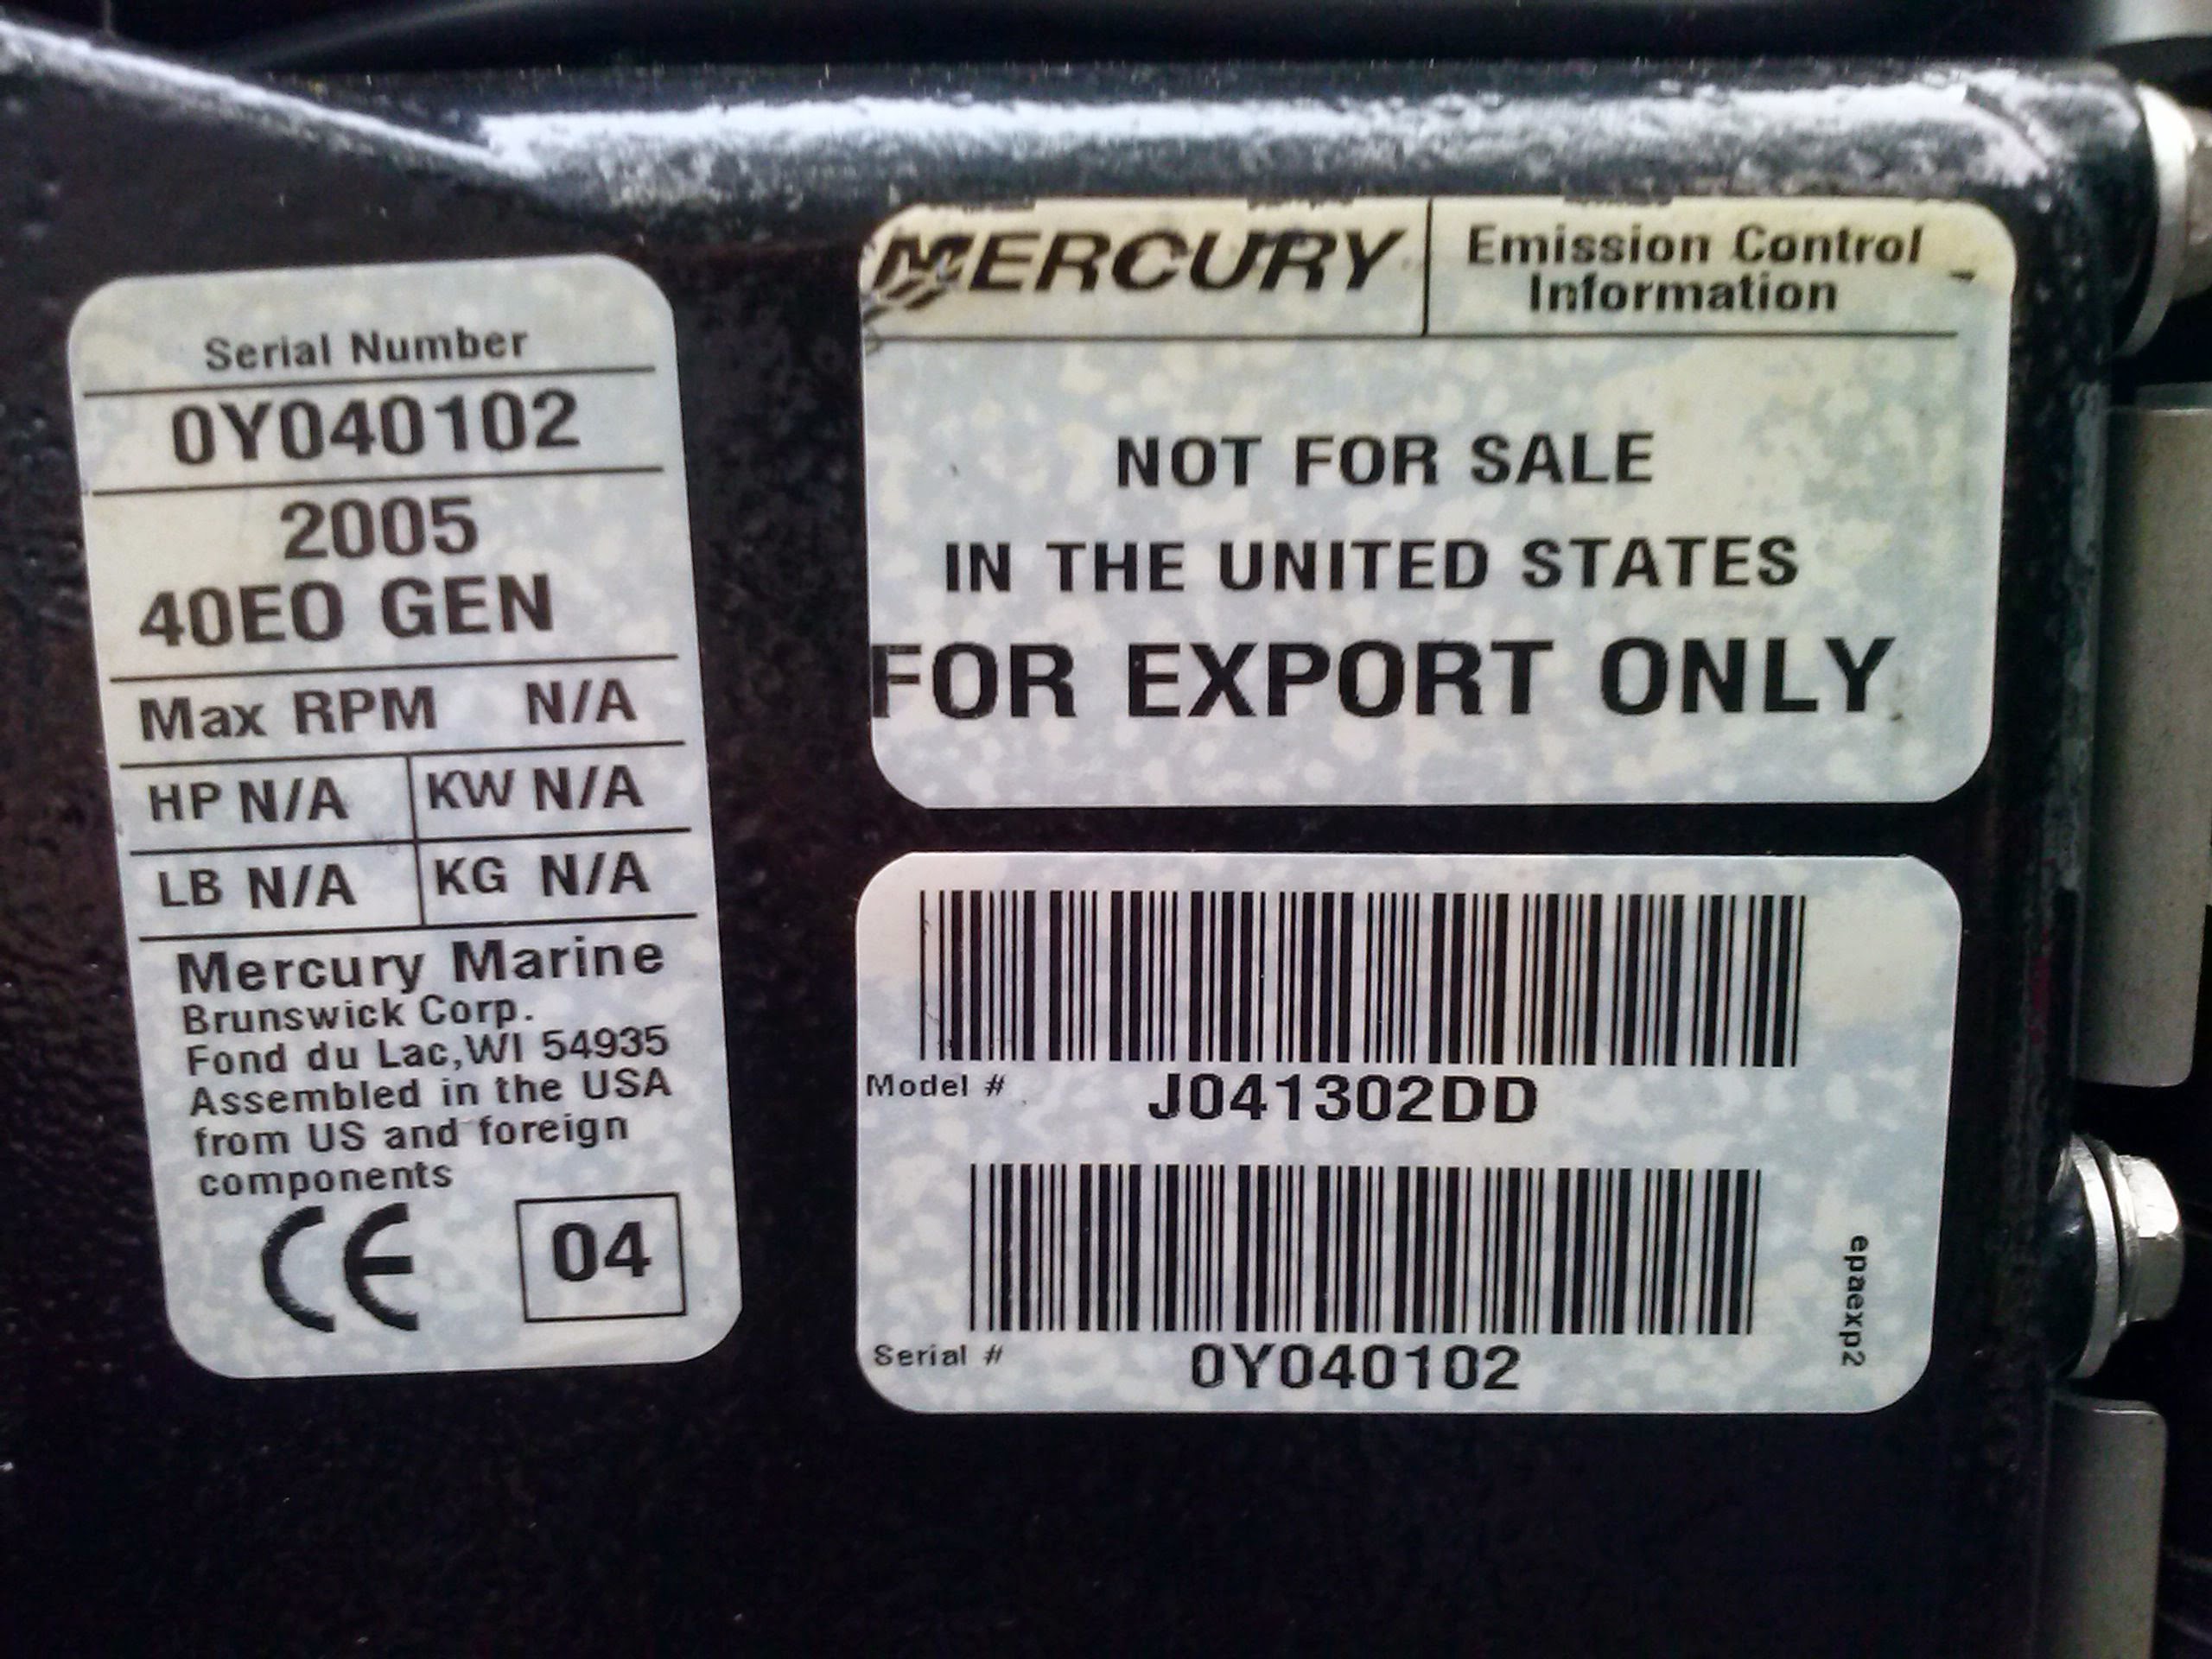 Serial Number
0Y040102
2005
40EO GEN
Max RPM N/A
HP N/A KW N/A
LB N/A KG N/A
Mercury Marine
Brunswick Corp.
Fond du Lac,WI 54935
Assembled in the USA
from US and foreign
components
CE 04
MERCURY
Emission Control
Information
NOT FOR SALE
IN THE UNITED STATES
FOR EXPORT ONLY
Model # J041302DD
Serial # 0Y040102
epaexp2